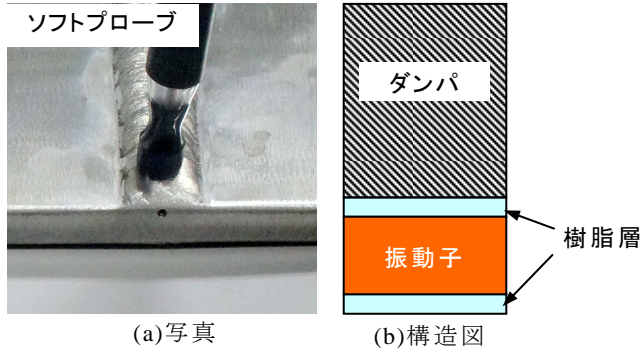 ソフトプローブ
ダンパ
樹脂層
振動子
(a)写真
(b)構造図